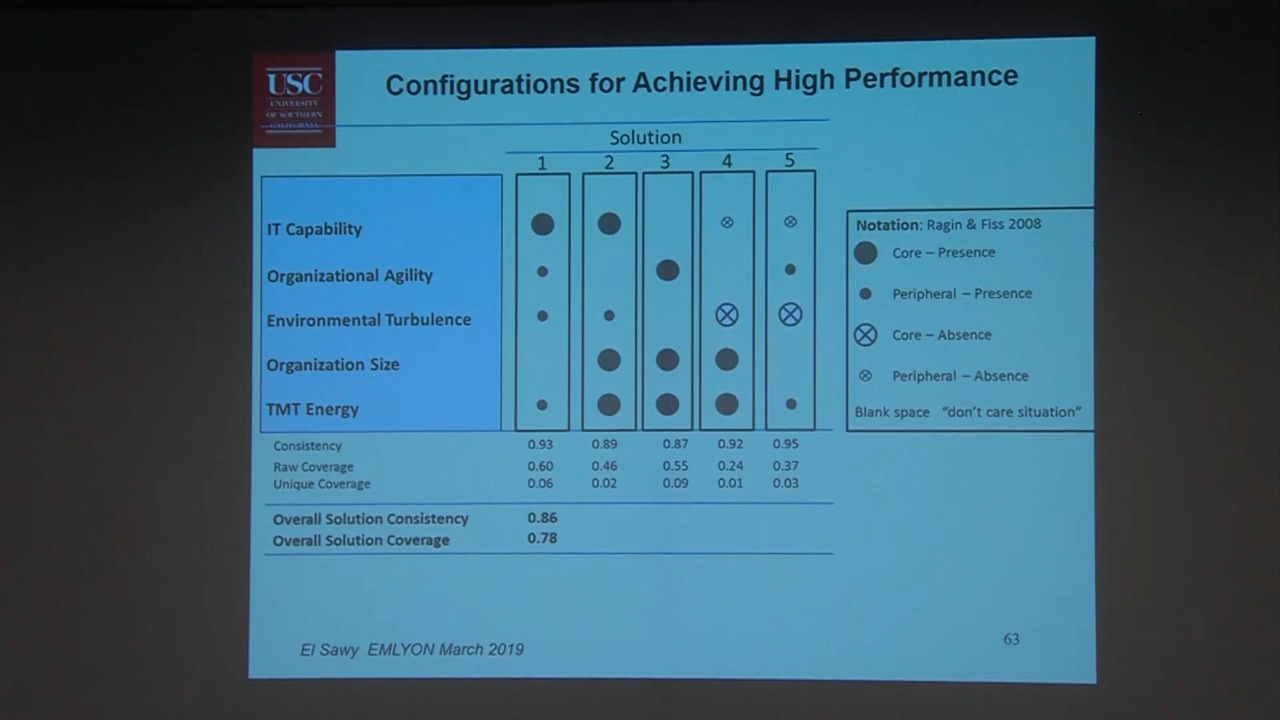 USC
UNIVERSITY
OF SOUTHERN
CALIFORNIA
Configurations for Achieving High Performance
Solution
1 2 3 4 5
IT Capability
Organizational Agility
Environmental Turbulence
Organization Size
TMT Energy
Consistency 0.93 0.89 0.87 0.92 0.95
Raw Coverage 0.60 0.46 0.55 0.24 0.37
Unique Coverage 0.06 0.02 0.09 0.01 0.03
Overall Solution Consistency 0.86
Overall Solution Coverage 0.78
Notation: Ragin & Fiss 2008
Core – Presence
Peripheral – Presence
Core – Absence
Peripheral – Absence
Blank space "don't care situation"
El Sawy EMLYON March 2019
63